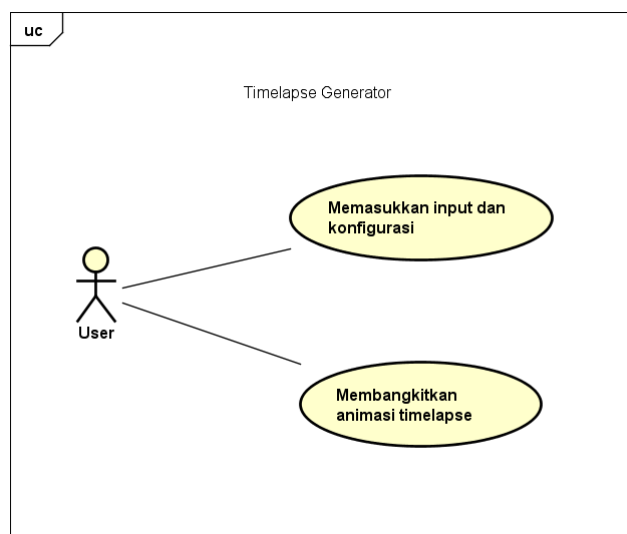 uc
Timelapse Generator
Memasukkan input dan
konfigurasi
User
Membangkitkan
animasi timelapse